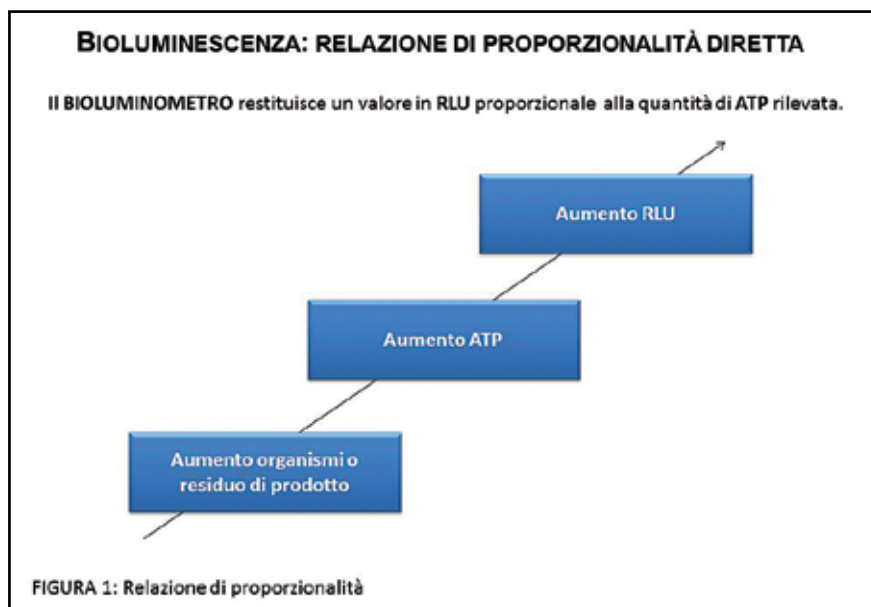 BIOLUMINESCENZA: RELAZIONE DI PROPORZIONALITÀ DIRETTA
Il BIOLUMINOMETRO restituisce un valore in RLU proporzionale alla quantità di ATP rilevata.
Aumento RLU
Aumento ATP
Aumento organismi o
residuo di prodotto
FIGURA 1: Relazione di proporzionalità